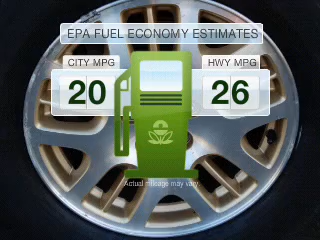 EPA FUEL ECONOMY ESTIMATES
CITY MPG HWY MPG
20 26
Actual mileage may vary.